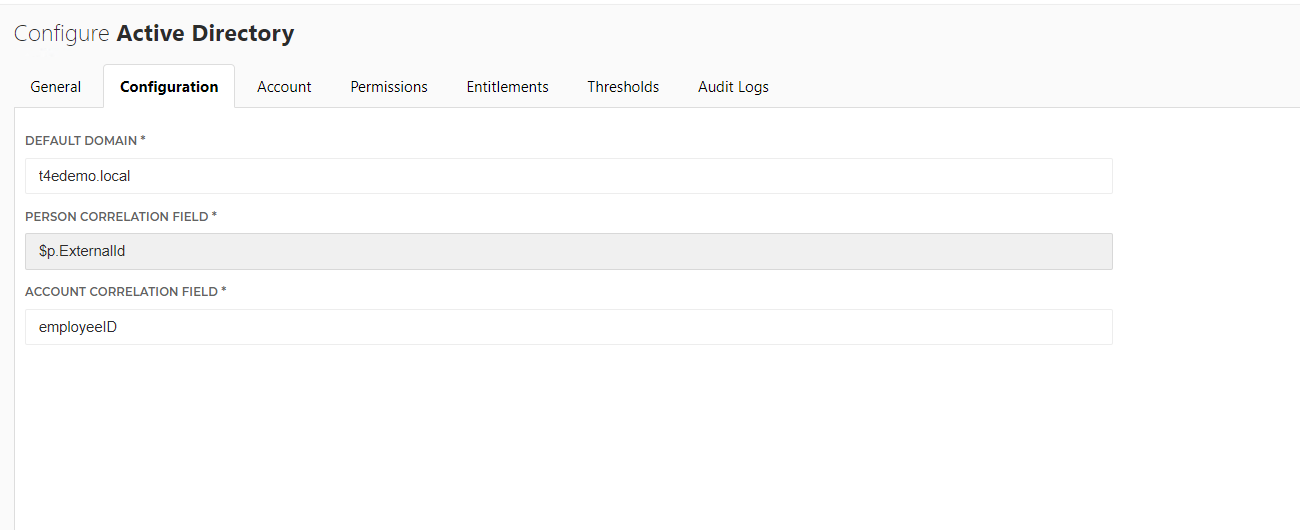 Configure Active Directory
General Configuration Account Permissions Entitlements Thresholds Audit Logs
DEFAULT DOMAIN *
t4edemo.local
PERSON CORRELATION FIELD *
$p.ExternalId
ACCOUNT CORRELATION FIELD *
employeeID